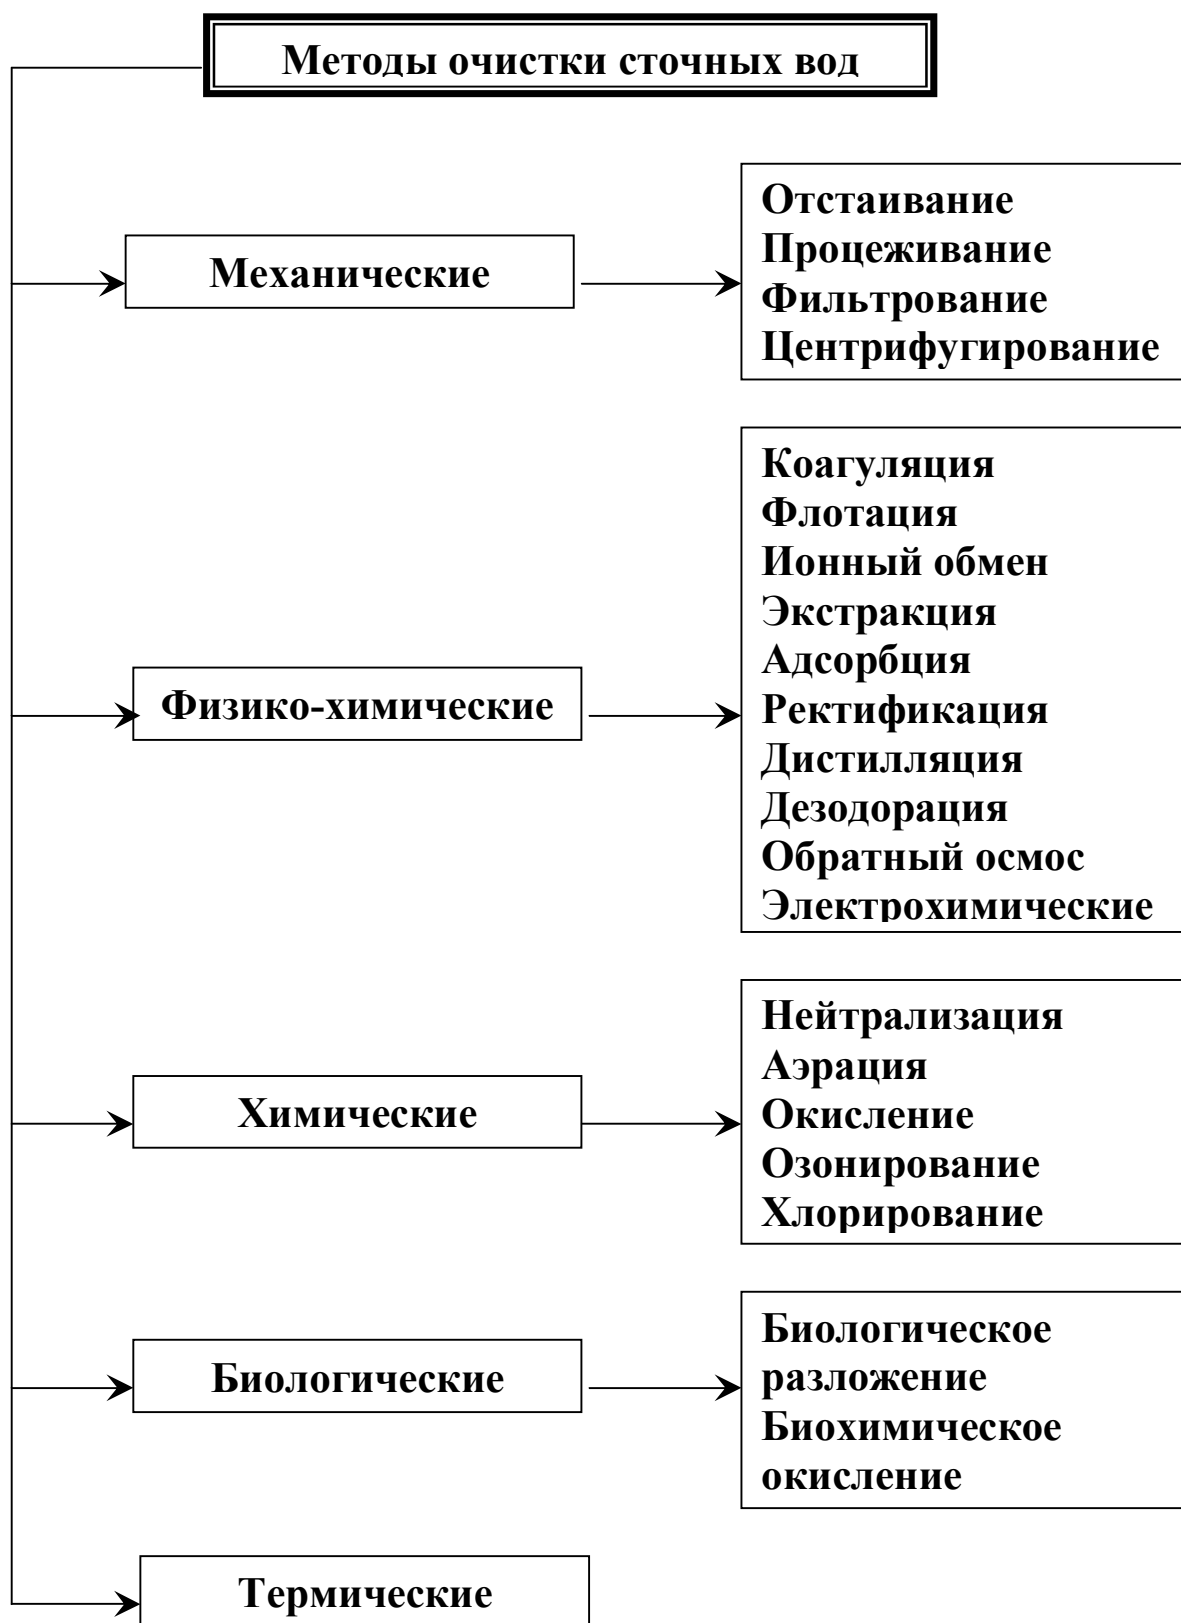 Методы очистки сточных вод
Механические
Отстаивание
Процеживание
Фильтрование
Центрифугирование
Физико-химические
Коагуляция
Флотация
Ионный обмен
Экстракция
Адсорбция
Ректификация
Дистилляция
Дезодорация
Обратный осмос
Электрохимические
Химические
Нейтрализация
Аэрация
Окисление
Озонирование
Хлорирование
Биологические
Биологическое
разложение
Биохимическое
окисление
Термические